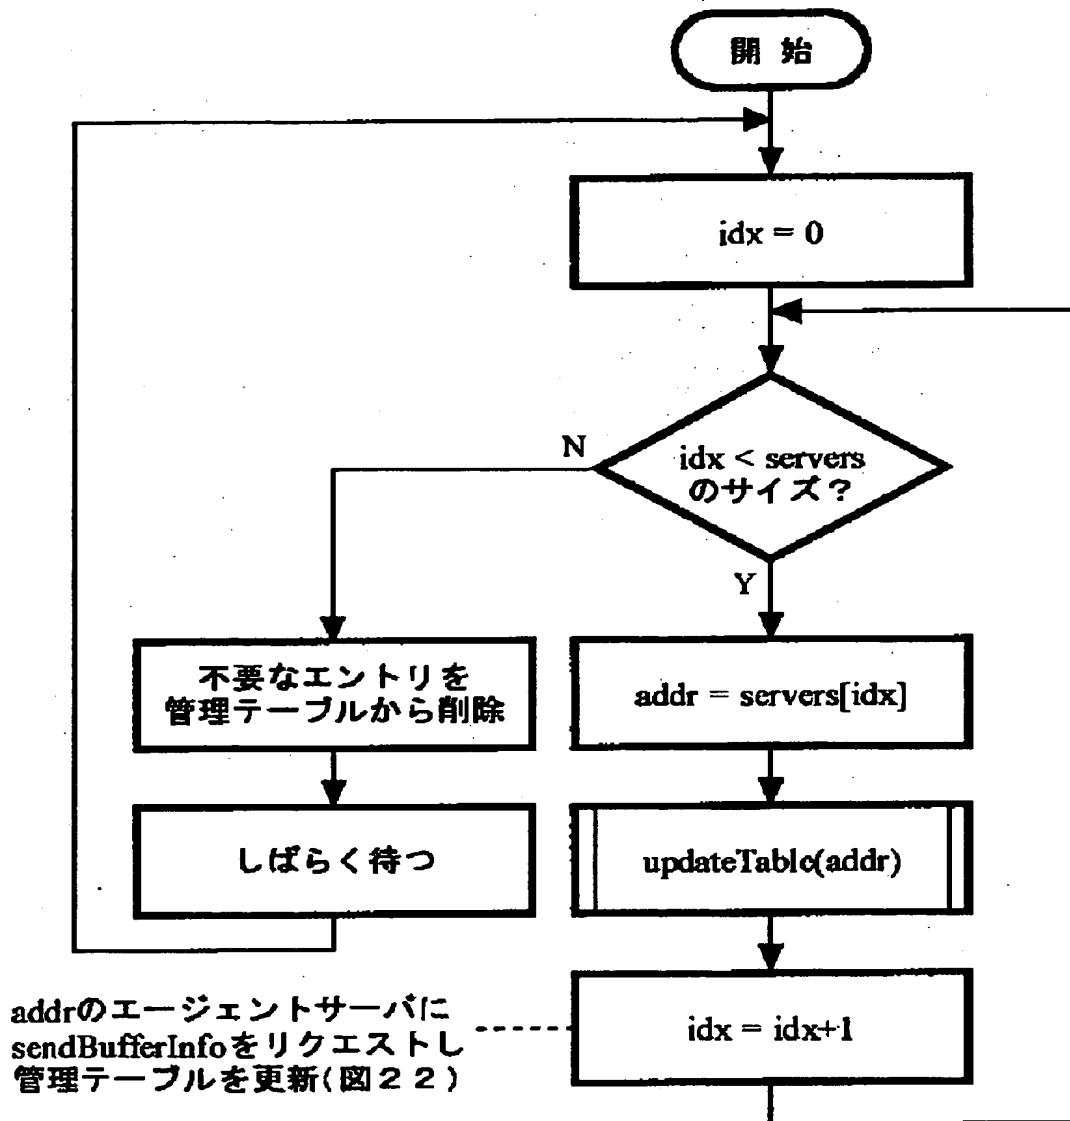 開始
idx = 0
idx < servers
のサイズ？
N
Y
不要なエントリを
管理テーブルから削除
addr = servers[idx]
しばらく待つ
updateTable(addr)
idx = idx+1
addrのエージェントサーバに
sendBufferInfoをリクエストし
管理テーブルを更新(図２２)